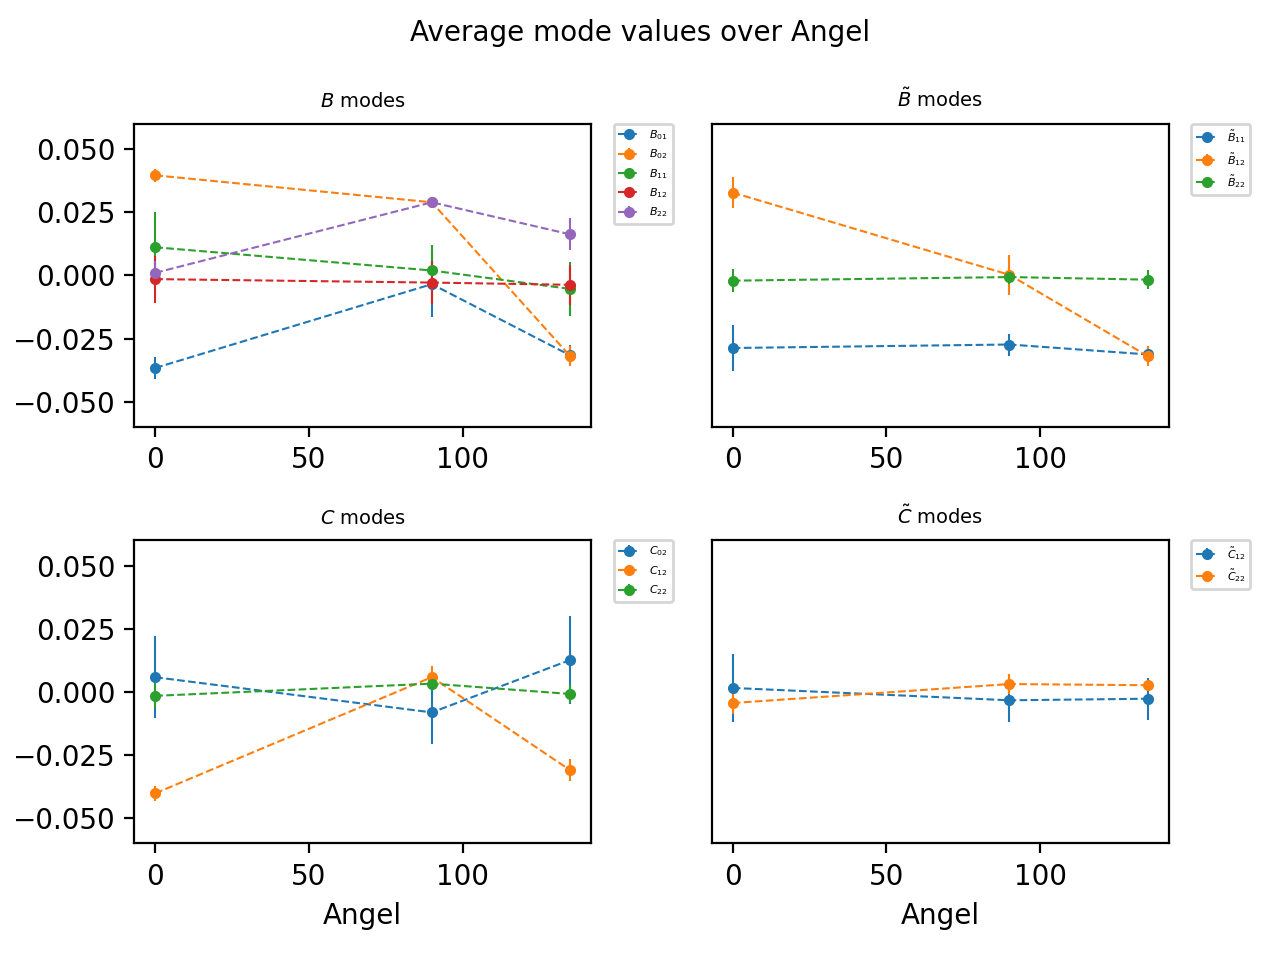 Average mode values over Angel
B modes
0.050
0.025
0.000
−0.025
−0.050
0
50
100
B₀₁
B₀₂
B₁₁
B₁₂
B₂₂
B̃ modes
0
50
100
B̃₁₁
B̃₁₂
B̃₂₂
C modes
0.050
0.025
0.000
−0.025
−0.050
0
50
100
Angel
C₀₂
C₁₂
C₂₂
C̃ modes
0
50
100
Angel
C̃₁₂
C̃₂₂